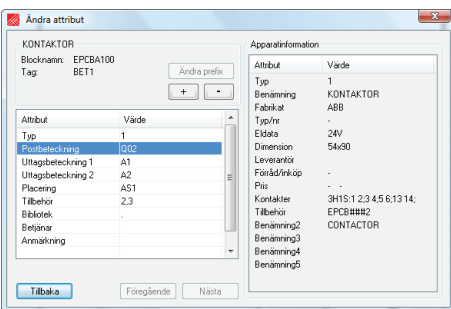 Ändra attribut
KONTAKTOR
Blocknamn: EPCBA100
Tag: BET1
Ändra prefix
+ -
Attribut Värde
Typ 1
Postbeteckning Q02
Uttagsbeteckning 1 A1
Uttagsbeteckning 2 A2
Placering AS1
Tillbehör 2,3
Bibliotek .
Betjänar
Anmärkning
Tillbaka Föregående Nästa
Apparatinformation
Attribut Värde
Typ 1
Benämning KONTAKTOR
Fabrikat ABB
Typ/nr -
Eldata 24V
Dimension 54x90
Leverantör
Förråd/inköp -
Pris - -
Kontakter 3H1S:1 2;3 4;5 6;13 14;
Tillbehör EPCB###2
Benämning2 CONTACTOR
Benämning3
Benämning4
Benämning5